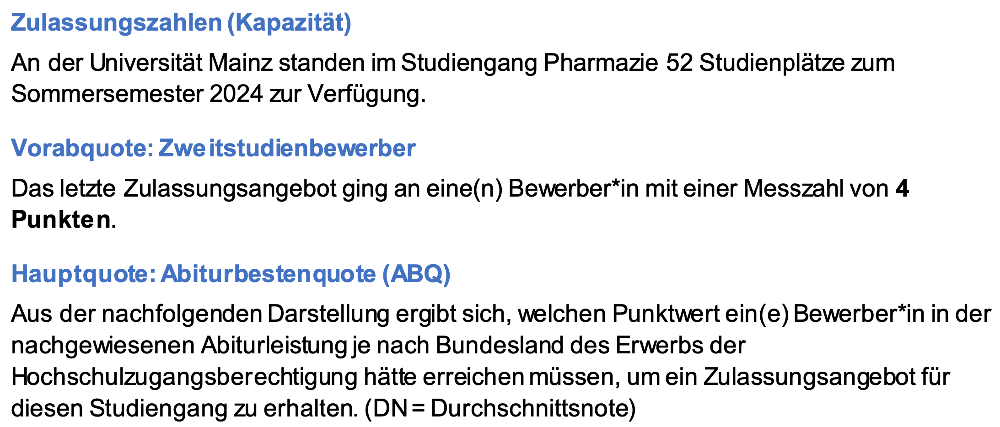 Zulassungszahlen (Kapazität)
An der Universität Mainz standen im Studiengang Pharmazie 52 Studienplätze zum
Sommersemester 2024 zur Verfügung.
Vorabquote: Zweitstudienbewerber
Das letzte Zulassungsangebot ging an eine(n) Bewerber*in mit einer Messzahl von 4
Punkten.
Hauptquote: Abiturbestenquote (ABQ)
Aus der nachfolgenden Darstellung ergibt sich, welchen Punktwert ein(e) Bewerber*in in der
nachgewiesenen Abiturleistung je nach Bundesland des Erwerbs der
Hochschulzugangsberechtigung hätte erreichen müssen, um ein Zulassungsangebot für
diesen Studiengang zu erhalten. (DN = Durchschnittsnote)